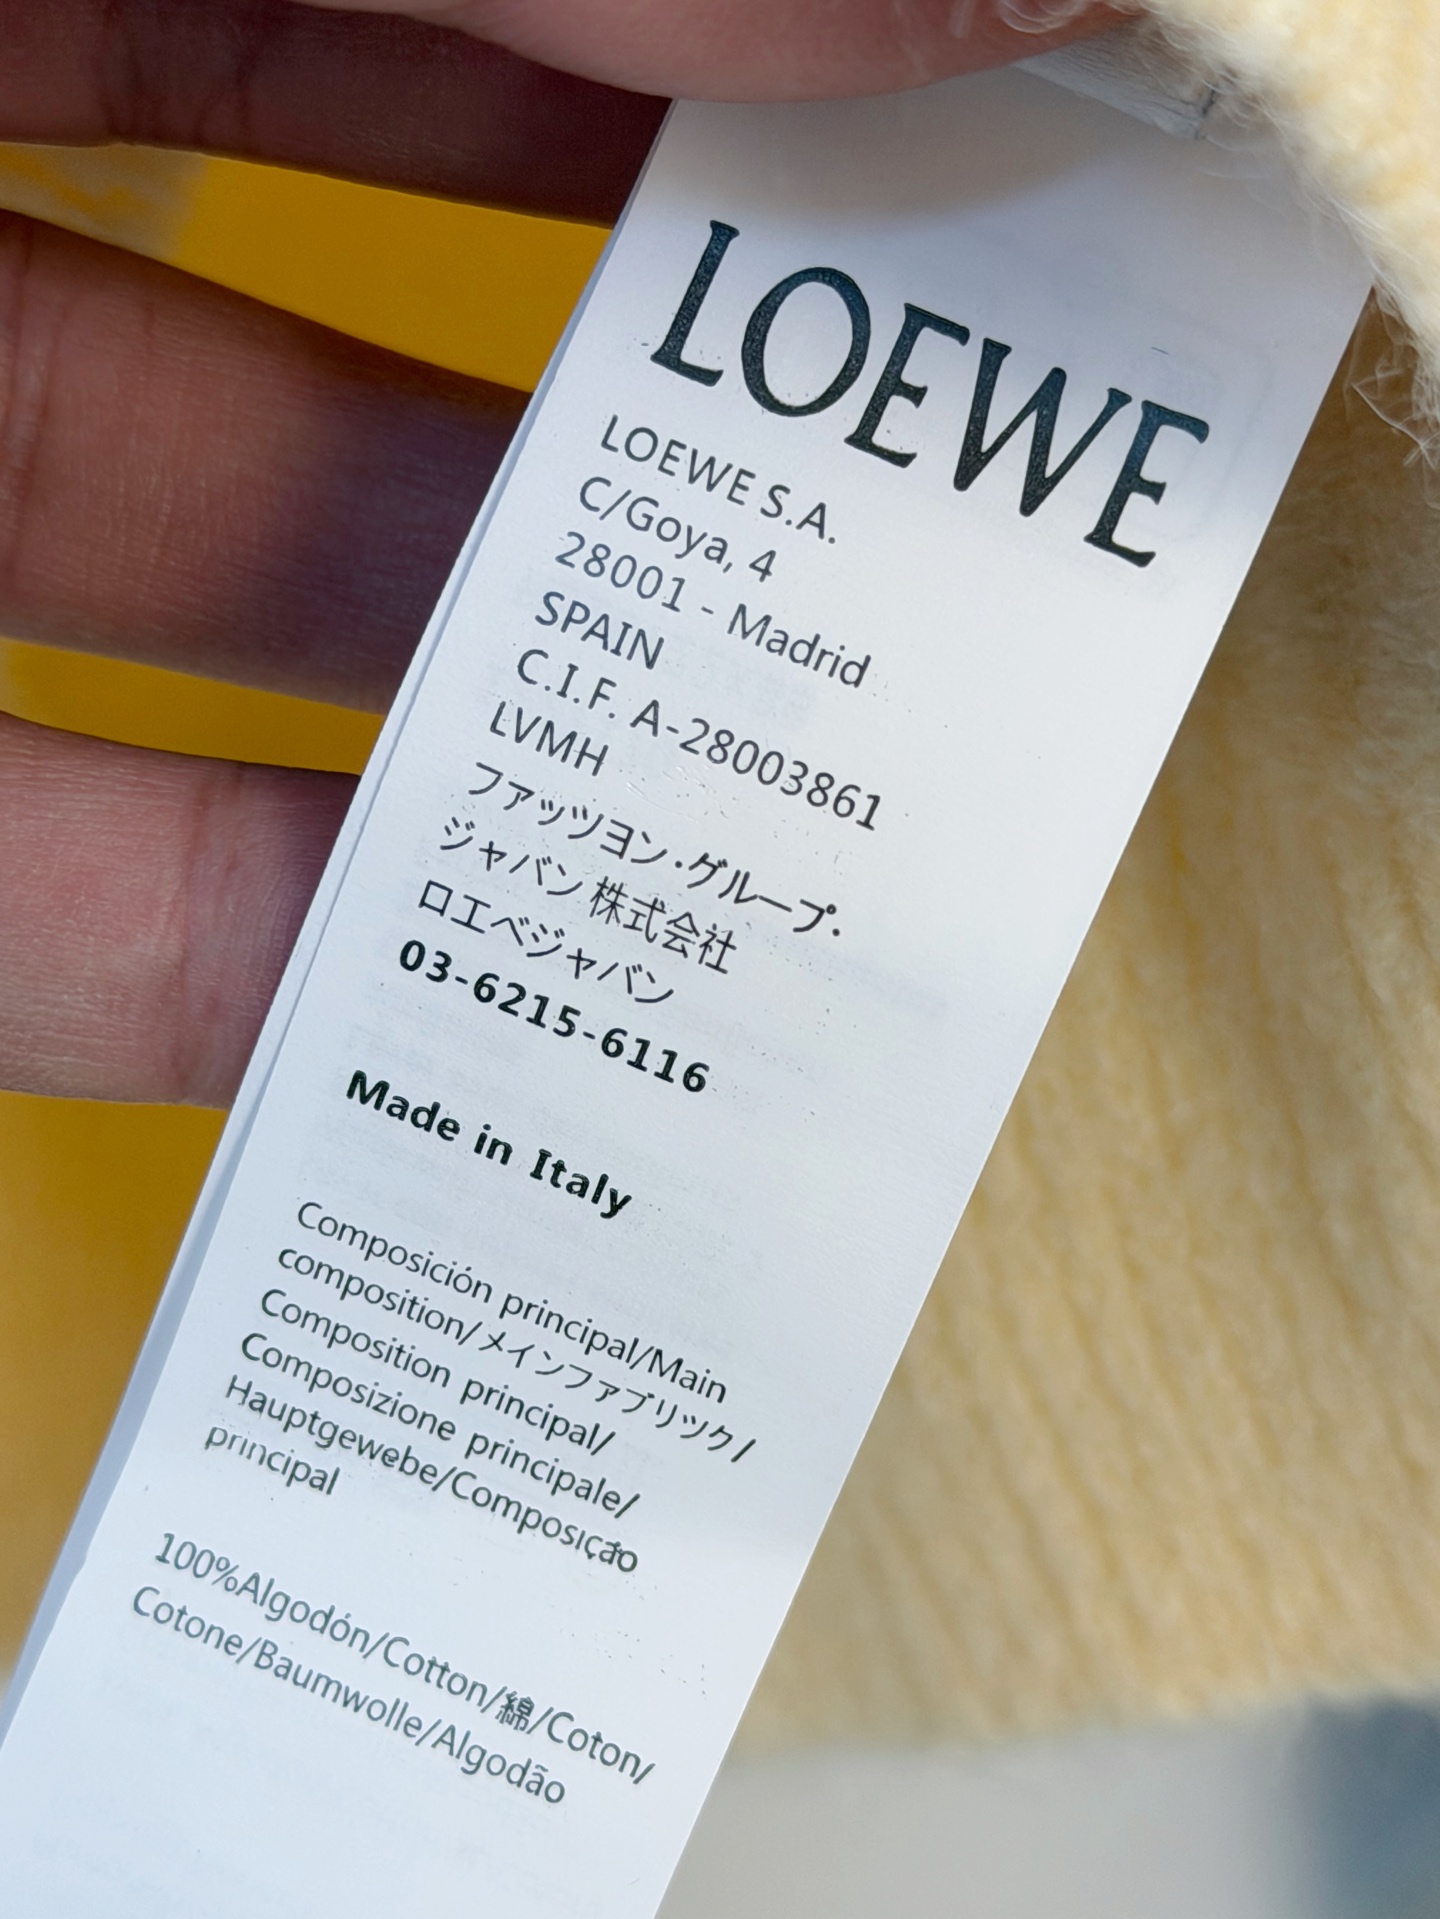 LOEWE
LOEWE S.A.
C/Goya, 4
28001 - Madrid
SPAIN
C.I.F. A-28003861
LVMH
ファッツヨン·グループ.
ジャバン 株式会社
ロエベジャバン
03-6215-6116
Made in Italy
Composición principal/Main
composition/メインファブリツク/
Composition principal/
Composizione principale/
Hauptgewebe/Composição
principal
100%Algodón/Cotton/綿/Coton/
Cotone/Baumwolle/Algodão